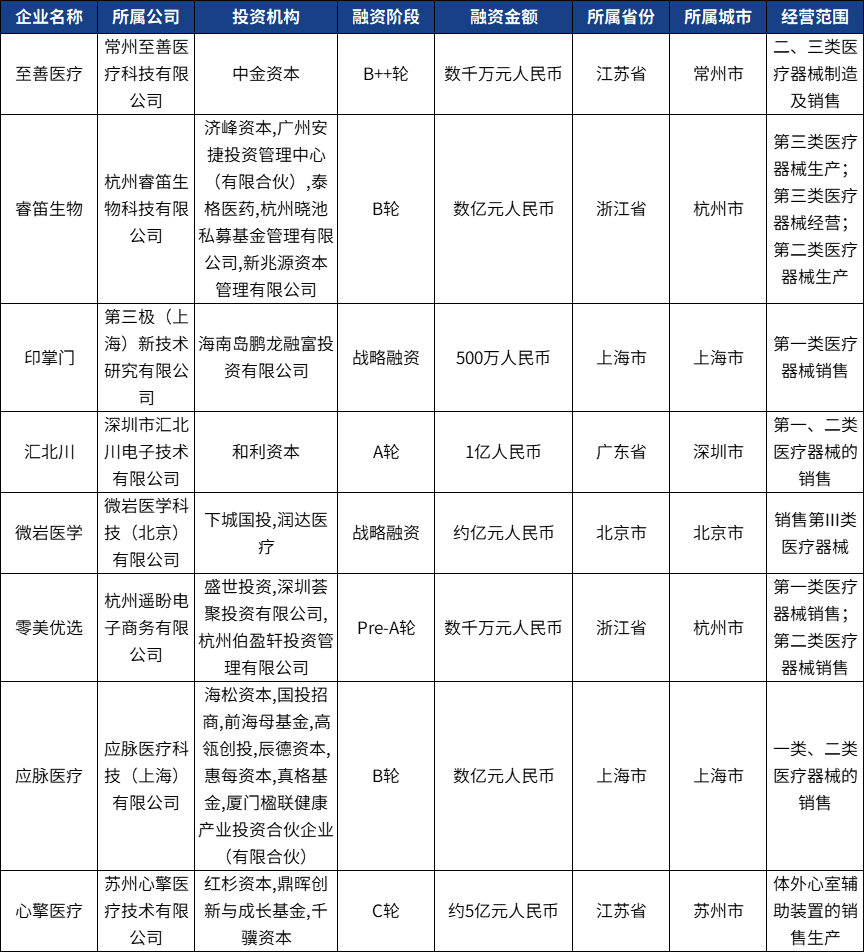 企业名称 所属公司 投资机构 融资阶段 融资金额 所属省份 所属城市 经营范围
至善医疗
常州至善医
疗科技有限
公司
中金资本
B++轮
数千万元人民币
江苏省
常州市
二、三类医
疗器械制造
及销售
睿笛生物
杭州睿笛生
物科技有限
公司
济峰资本,广州安
捷投资管理中心
（有限合伙）,泰
格医药,杭州晓池
私募基金管理有限
公司,新兆源资本
管理有限公司
B轮
数亿元人民币
浙江省
杭州市
第三类医疗
器械生产；
第三类医疗
器械经营；
第二类医疗
器械生产
印掌门
第三极（上
海）新技术
研究有限公
司
海南岛鹏龙融富投
资有限公司
战略融资
500万人民币
上海市
上海市
第一类医疗
器械销售
汇北川
深圳市汇北
川电子技术
有限公司
和利资本
A轮
1亿人民币
广东省
深圳市
第一、二类
医疗器械的
销售
微岩医学
微岩医学科
技（北京）
有限公司
下城国投,润达医
疗
战略融资
约亿元人民币
北京市
北京市
销售第III类
医疗器械
零美优选
杭州遥盼电
子商务有限
公司
盛世投资,深圳荟
聚投资有限公司,
杭州伯盈轩投资管
理有限公司
Pre-A轮
数千万元人民币
浙江省
杭州市
第一类医疗
器械销售；
第二类医疗
器械销售
应脉医疗
应脉医疗科
技（上海）
有限公司
海松资本,国投招
商,前海母基金,高
瓴创投,辰德资本,
惠每资本,真格基
金,厦门楹联健康
产业投资合伙企业
（有限合伙）
B轮
数亿元人民币
上海市
上海市
一类、二类
医疗器械的
销售
心擎医疗
苏州心擎医
疗技术有限
公司
红杉资本,鼎晖创
新与成长基金,千
骥资本
C轮
约5亿元人民币
江苏省
苏州市
体外心室辅
助装置的销
售生产